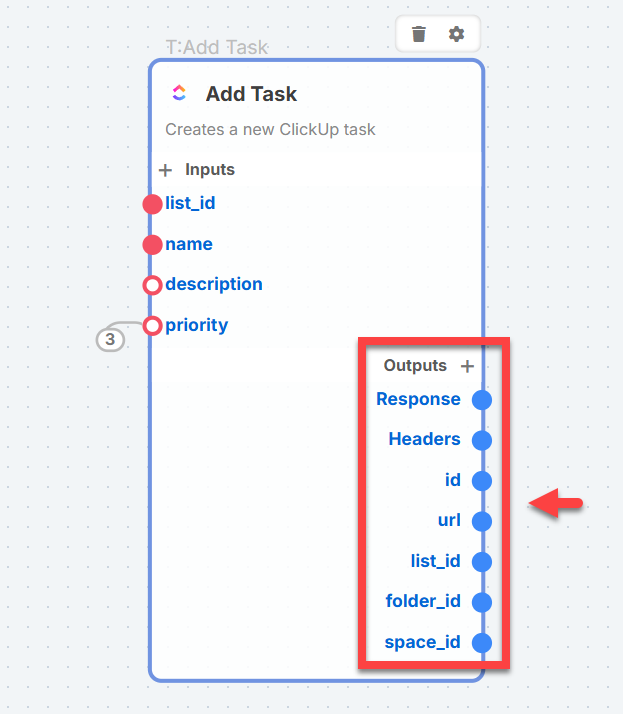 T:Add Task
Add Task
Creates a new ClickUp task
+ Inputs
list_id
name
description
priority
3
Outputs +
Response
Headers
id
url
list_id
folder_id
space_id